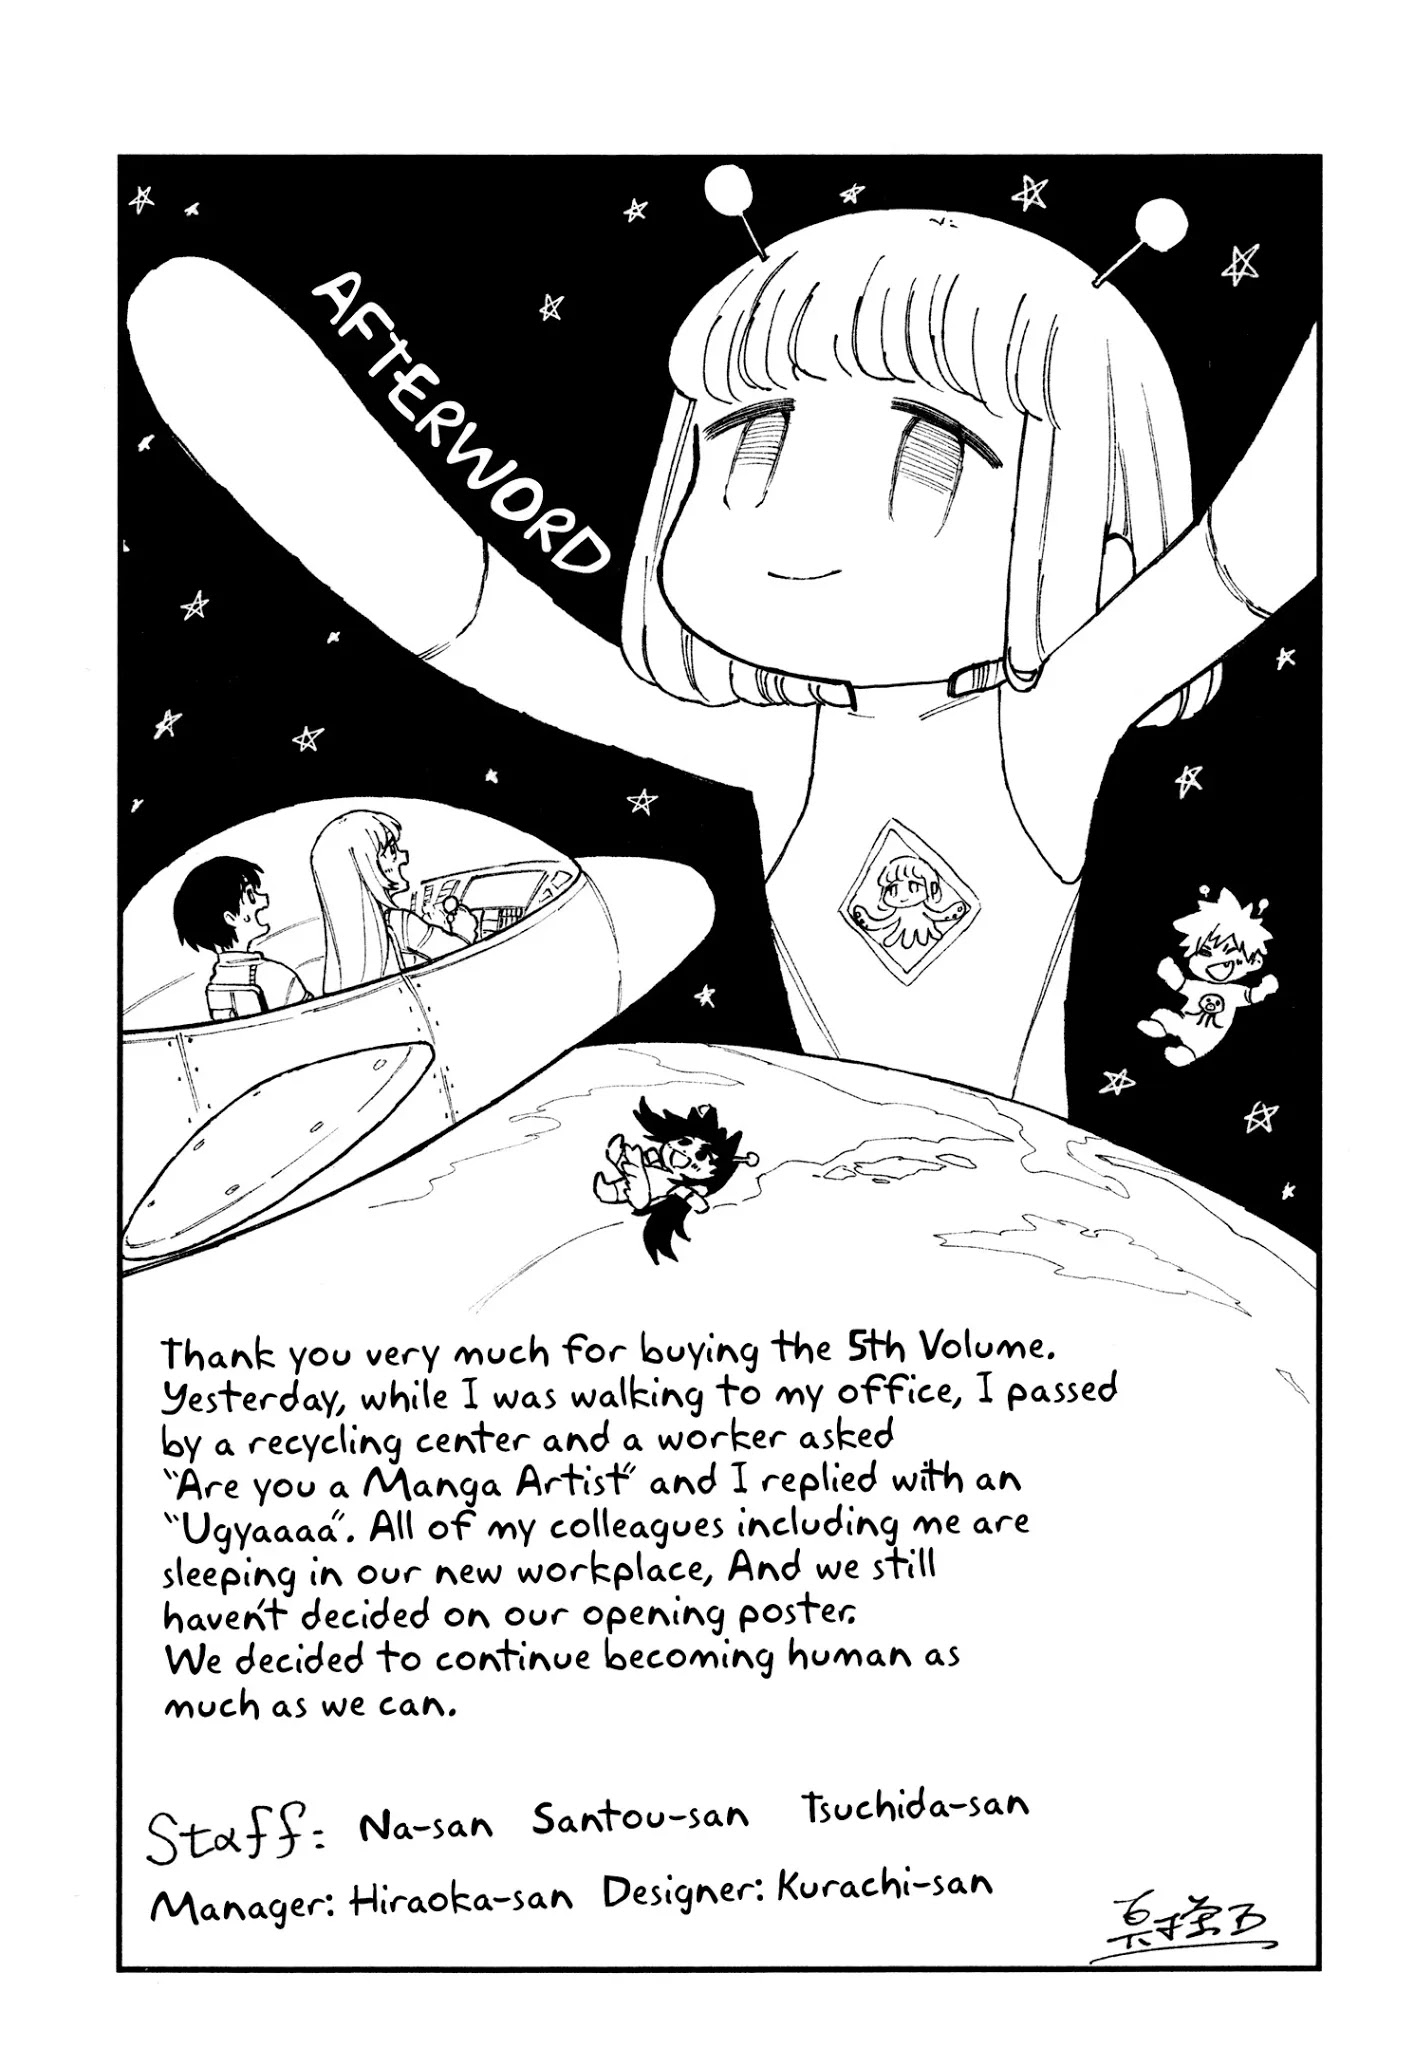 AFTERWORD
Thank you very much for buying the 5th Volume.
Yesterday, while I was walking to my office, I passed
by a recycling center and a worker asked
"Are you a Manga Artist" and I replied with an
"Ugyaaaa". All of my colleagues including me are
sleeping in our new workplace, And we still
haven't decided on our opening poster.
We decided to continue becoming human as
much as we can.
Staff: Na-san Santou-san Tsuchida-san
Manager: Hiraoka-san Designer: Kurachi-san